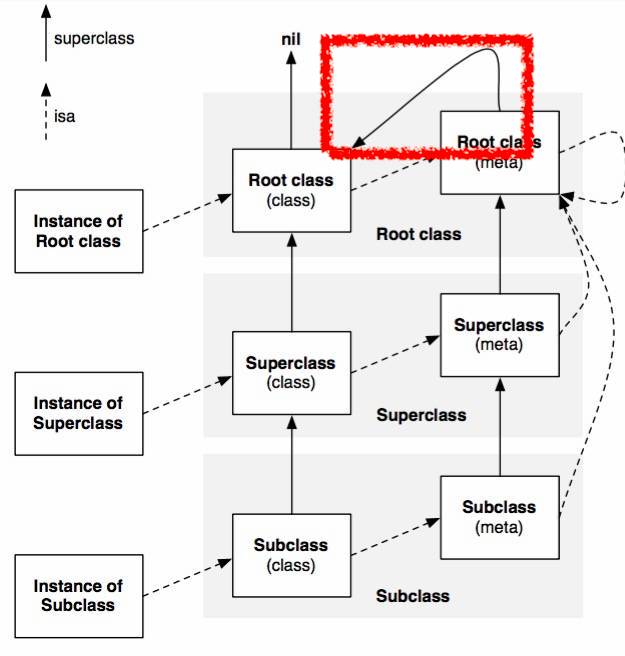 superclass
nil
isa
Root class
(meta)
Root class
(class)
Instance of
Root class
Root class
Superclass
(meta)
Superclass
(class)
Instance of
Superclass
Superclass
Subclass
(meta)
Subclass
(class)
Instance of
Subclass
Subclass